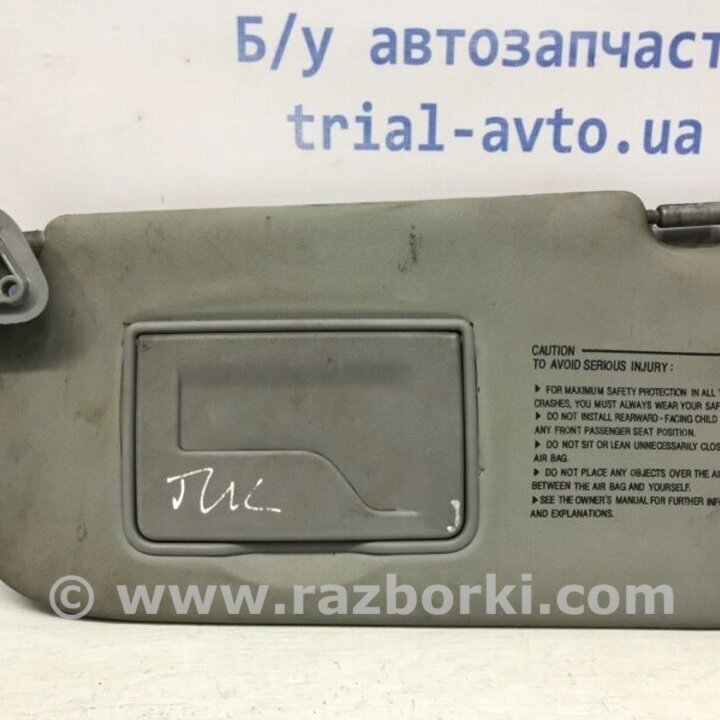 Б/у автозапчаст
trial-avto.ua
CAUTION
TO AVOID SERIOUS INJURY:
▶ FOR MAXIMUM SAFETY PROTECTION IN ALL T
CRASHES, YOU MUST ALWAYS WEAR YOUR SAF
▶ DO NOT INSTALL REARWARD-FACING CHILD
ANY FRONT PASSENGER SEAT POSITION.
▶ DO NOT SIT OR LEAN UNNECESSARILY CLOS
AIR BAG.
▶ DO NOT PLACE ANY OBJECTS OVER THE AI
BETWEEN THE AIR BAG AND YOURSELF.
▶SEE THE OWNER'S MANUAL FOR FURTHER INF
AND EXPLANATIONS.
© www.razborki.com